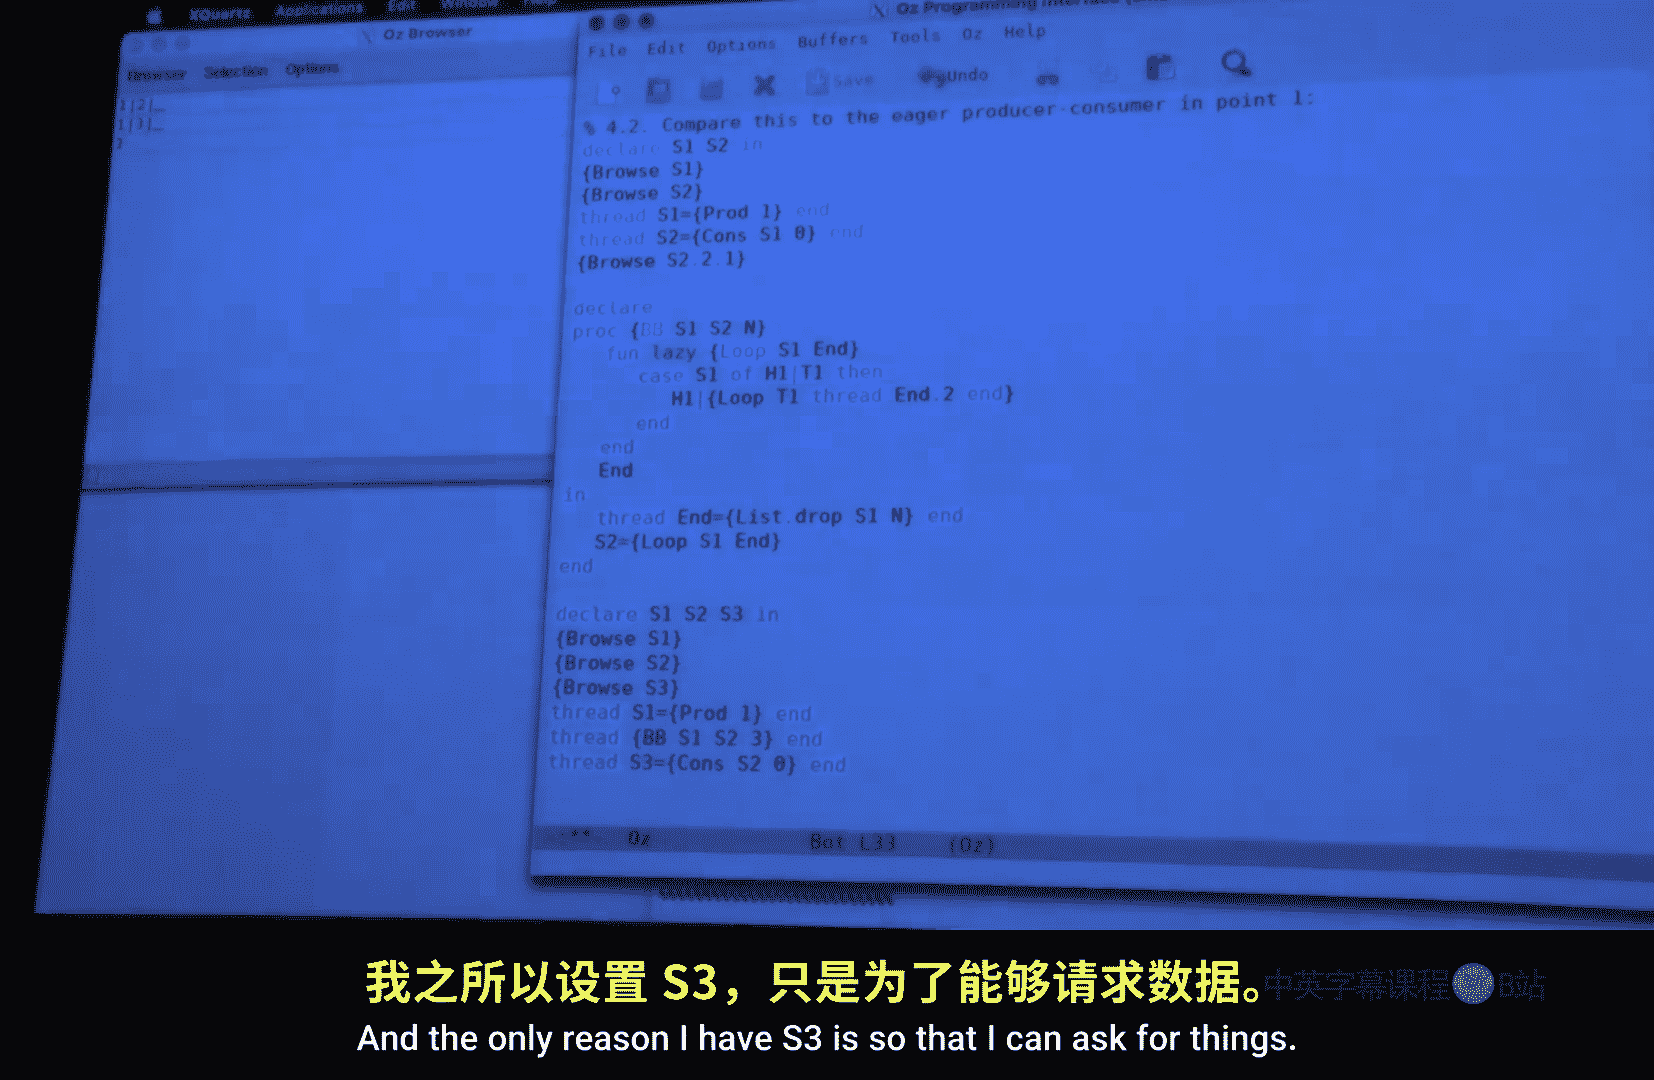 XQuartz Applications Edit Window Help
Oz Browser
Browser Selection Options
1|2|_
1|3|_
3
Oz Programming Interface
File Edit Options Buffers Tools Oz Help
Save Undo
% 4.2. Compare this to the eager producer-consumer in point 1:
declare S1 S2 in
{Browse S1}
{Browse S2}
thread S1={Prod 1} end
thread S2={Cons S1 0} end
{Browse S2.2.1}
declare
proc {BB S1 S2 N}
fun lazy {Loop S1 End}
case S1 of H1|T1 then
H1|{Loop T1 thread End.2 end}
end
end
End
in
thread End={List.drop S1 N} end
S2={Loop S1 End}
end
declare S1 S2 S3 in
{Browse S1}
{Browse S2}
{Browse S3}
thread S1={Prod 1} end
thread {BB S1 S2 3} end
thread S3={Cons S2 0} end
-** Oz Bot L33 (Oz)
我之所以设置 S3，只是为了能够请求数据。
中英字幕课程 B站
And the only reason I have S3 is so that I can ask for things.